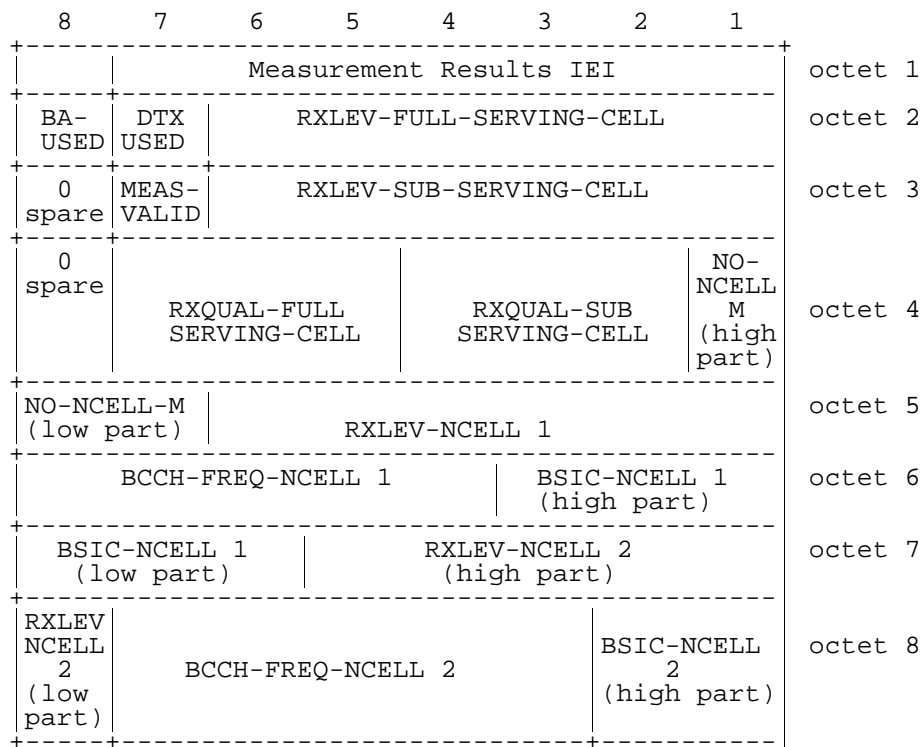 8 7 6 5 4 3 2 1
Measurement Results IEI octet 1
BA- DTX RXLEV-FULL-SERVING-CELL octet 2
USED USED
0 MEAS- RXLEV-SUB-SERVING-CELL octet 3
spare VALID
0 NO-
spare NCELL
RXQUAL-FULL RXQUAL-SUB M octet 4
SERVING-CELL SERVING-CELL (high
part)
NO-NCELL-M octet 5
(low part) RXLEV-NCELL 1
BCCH-FREQ-NCELL 1 BSIC-NCELL 1 octet 6
(high part)
BSIC-NCELL 1 RXLEV-NCELL 2 octet 7
(low part) (high part)
RXLEV
NCELL BSIC-NCELL octet 8
2 BCCH-FREQ-NCELL 2 2
(low (high part)
part)